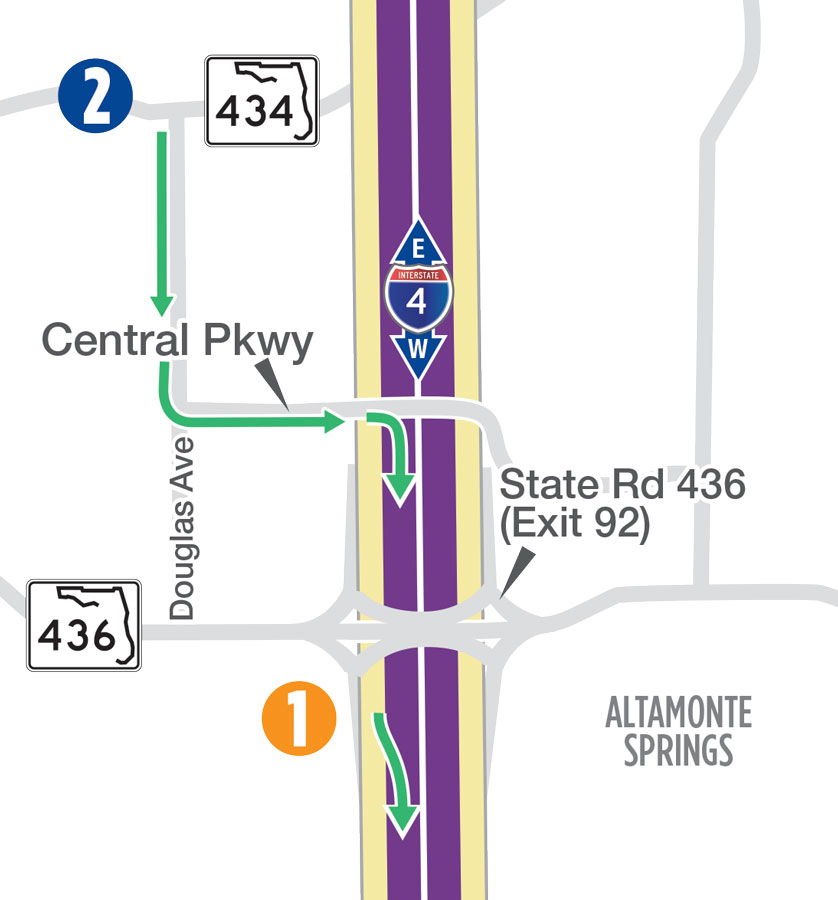 2
434
E
INTERSTATE
4
W
Central Pkwy
Douglas Ave
State Rd 436
(Exit 92)
436
1
ALTAMONTE
SPRINGS